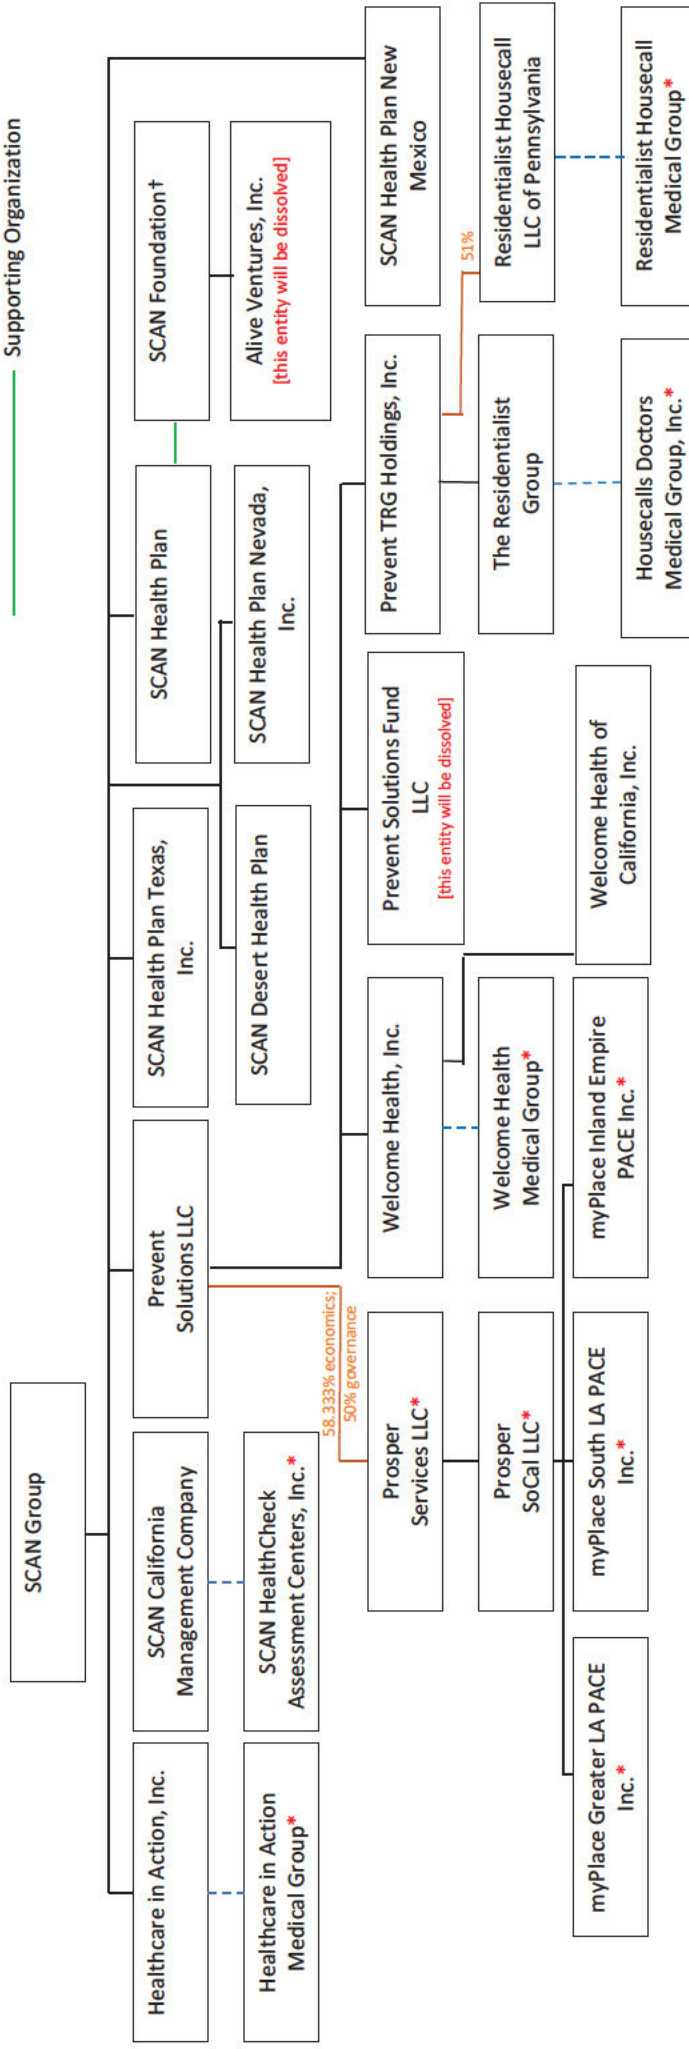 Supporting Organization
SCAN Group
Healthcare in Action, Inc.
SCAN California
Management Company
Prevent
Solutions LLC
SCAN Health Plan Texas,
Inc.
SCAN Health Plan
SCAN Foundation†
Healthcare in Action
Medical Group*
SCAN HealthCheck
Assessment Centers, Inc.*
SCAN Desert Health Plan
SCAN Health Plan Nevada,
Inc.
Alive Ventures, Inc.
[this entity will be dissolved]
58.333% economics;
50% governance
Prosper
Services LLC*
Welcome Health, Inc.
Prevent Solutions Fund
LLC
[this entity will be dissolved]
Prevent TRG Holdings, Inc.
SCAN Health Plan New
Mexico
51%
Prosper
SoCal LLC*
Welcome Health
Medical Group*
The Residentialist
Group
Residentialist Housecall
LLC of Pennsylvania
myPlace Greater LA PACE
Inc.*
myPlace South LA PACE
Inc.*
myPlace Inland Empire
PACE Inc.*
Welcome Health of
California, Inc.
Housecalls Doctors
Medical Group, Inc.*
Residentialist Housecall
Medical Group*